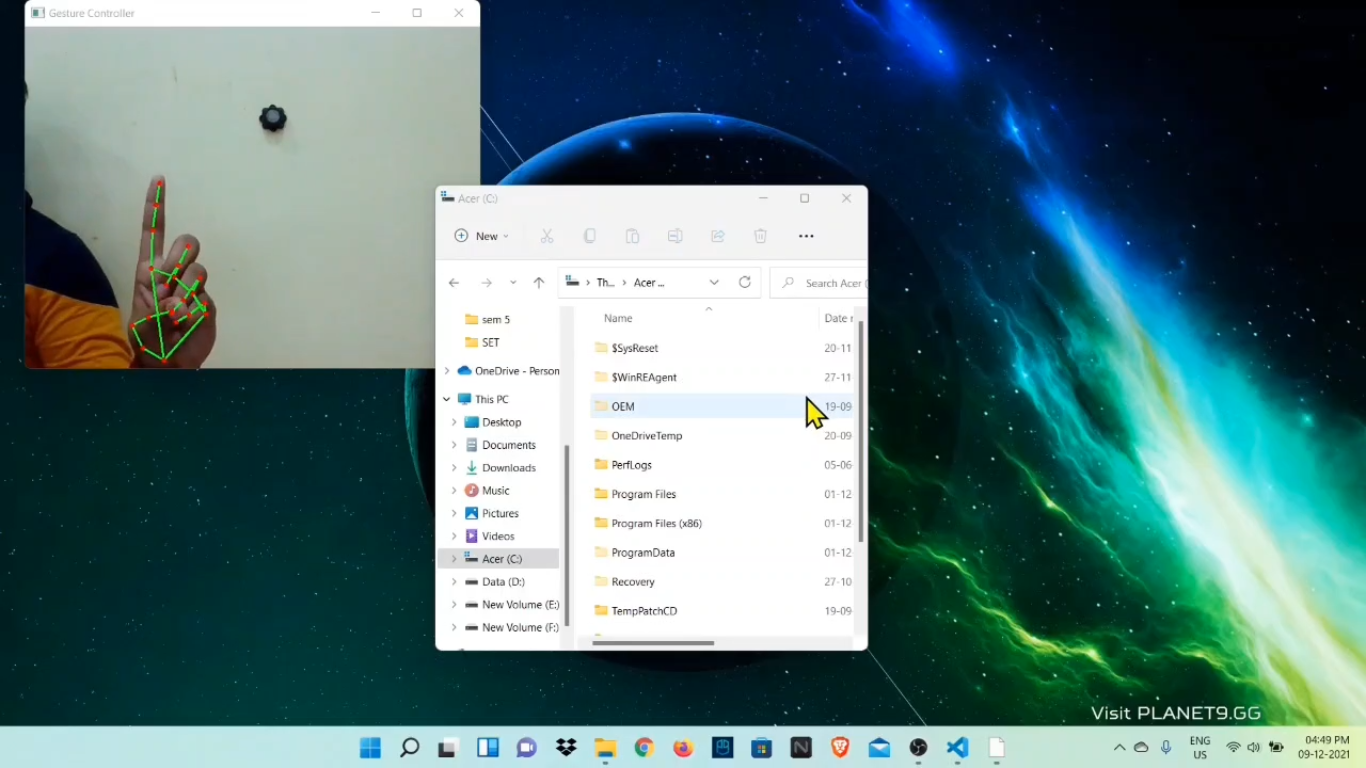 Gesture Controller
Acer (C:)
New
Th... Acer ...
Search Acer (
sem 5
SET
OneDrive - Person
This PC
Desktop
Documents
Downloads
Music
Pictures
Videos
Acer (C:)
Data (D:)
New Volume (E:)
New Volume (F:)
Name Date
$SysReset 20-11
$WinREAgent 27-11
OEM 19-09
OneDriveTemp 20-09
PerfLogs 05-06
Program Files 01-12
Program Files (x86) 01-12
ProgramData 01-12
Recovery 27-10
TempPatchCD 19-09
Visit PLANET9.GG
ENG
US
04:49 PM
09-12-2021